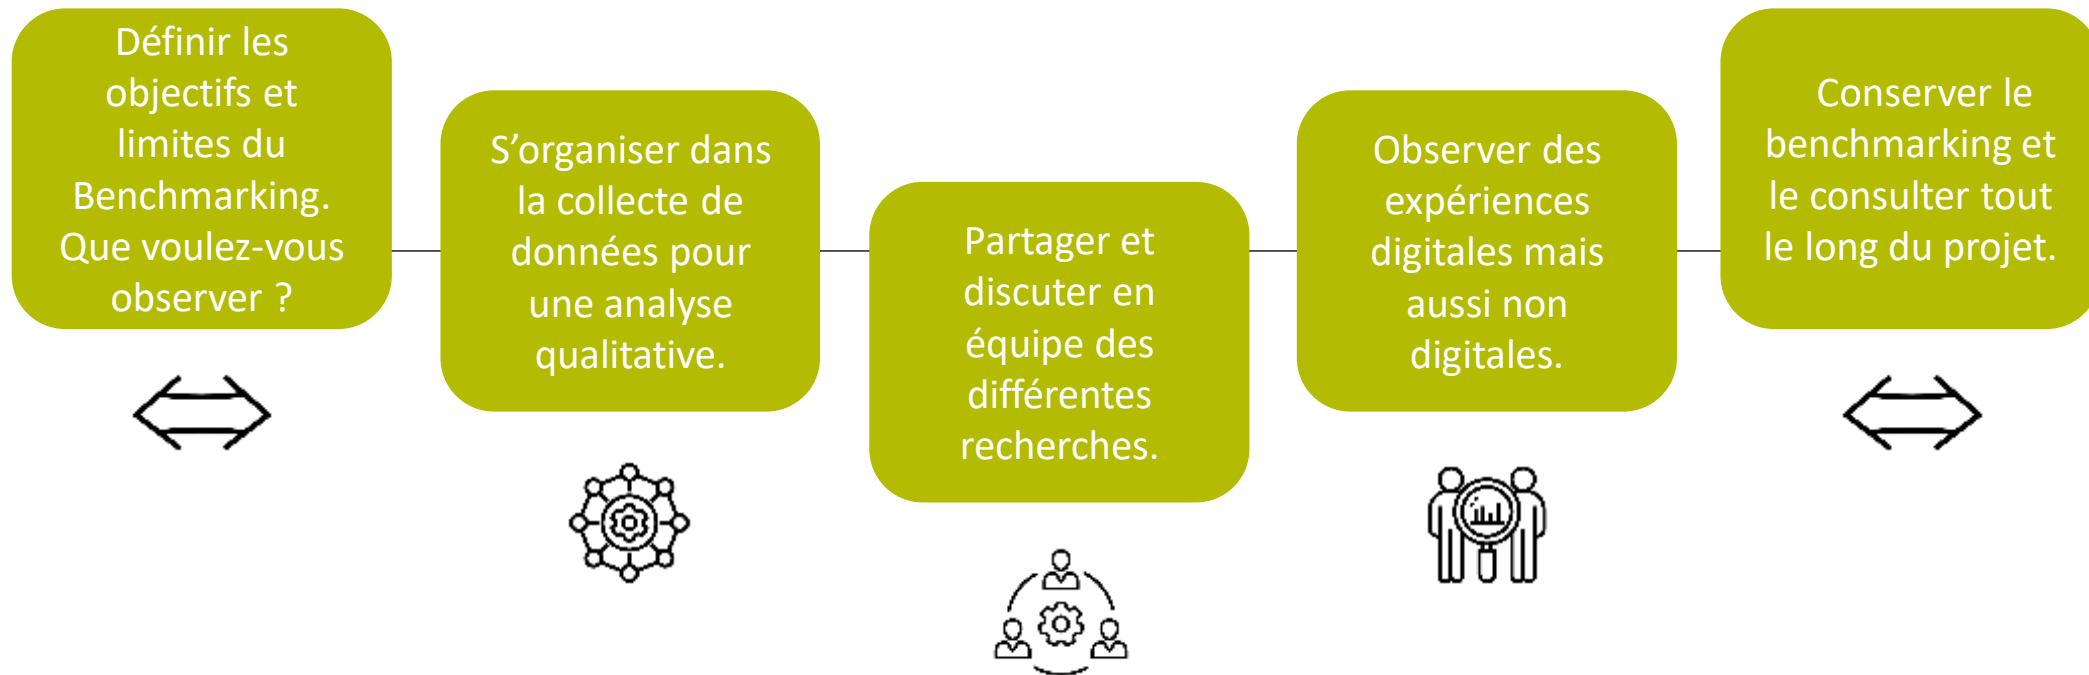 Définir les
objectifs et
limites du
Benchmarking.
Que voulez-vous
observer ?
S’organiser dans
la collecte de
données pour
une analyse
qualitative.
Partager et
discuter en
équipe des
différentes
recherches.
Observer des
expériences
digitales mais
aussi non
digitales.
Conserver le
benchmarking et
le consulter tout
le long du projet.